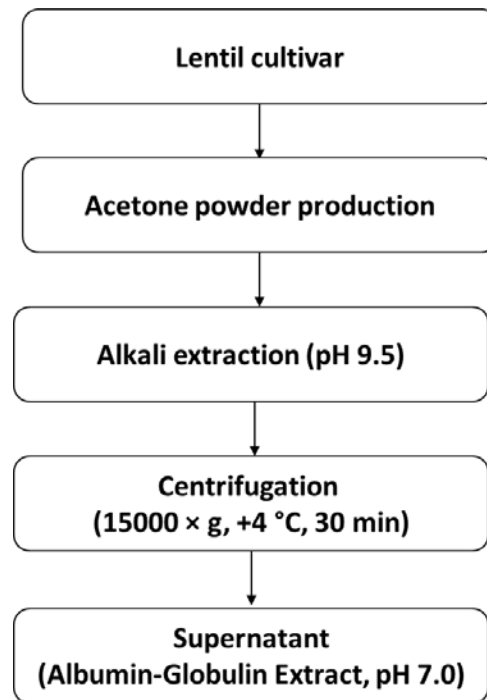 Lentil cultivar
Acetone powder production
Alkali extraction (pH 9.5)
Centrifugation
(15000 × g, +4 °C, 30 min)
Supernatant
(Albumin-Globulin Extract, pH 7.0)